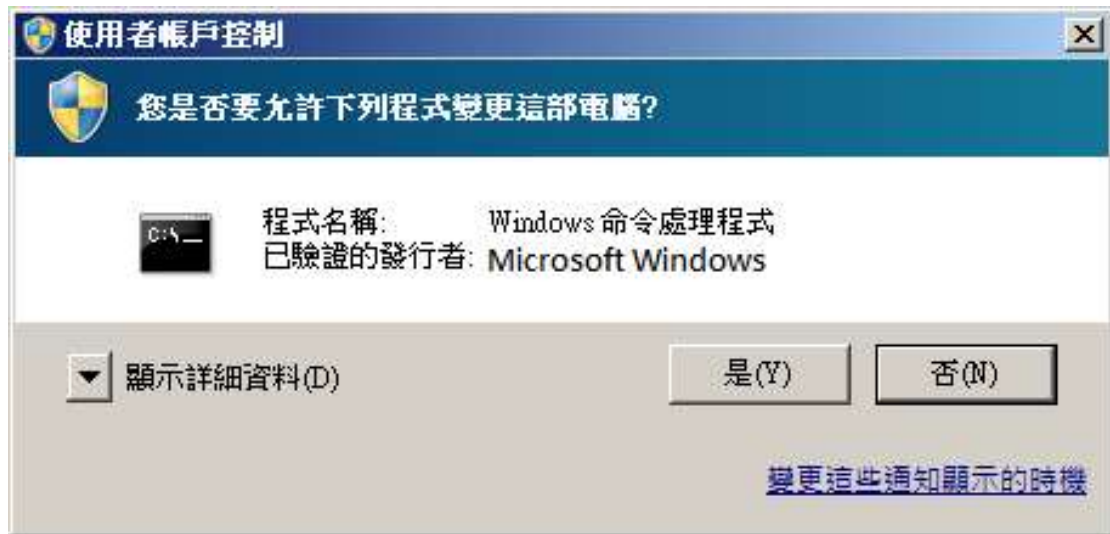 使用者帳戶控制
您是否要允許下列程式變更這部電腦?
C:\
程式名稱: Windows 命令處理程式
已驗證的發行者: Microsoft Windows
顯示詳細資料(D)
是(Y)
否(N)
變更這些通知顯示的時機